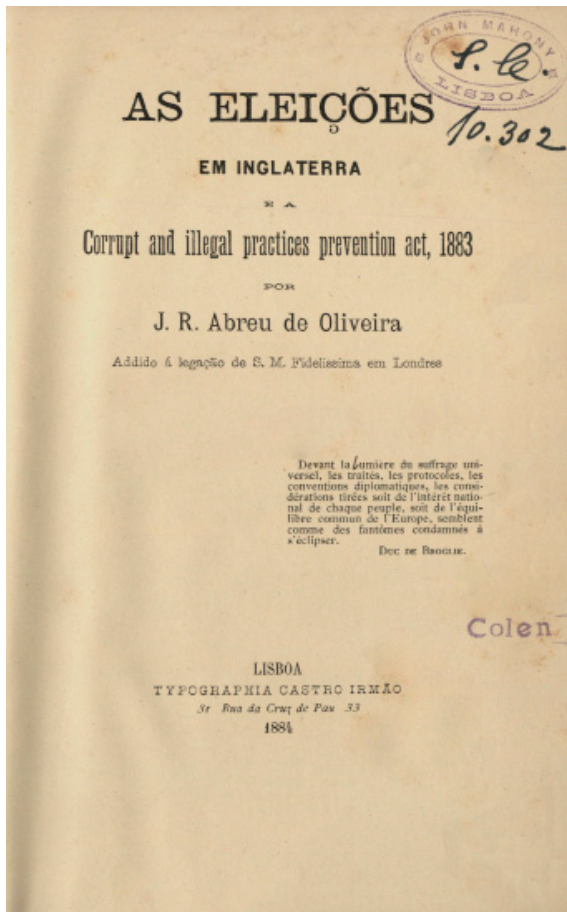 JOHN MAHONY
LISBOA
S. C.
10.302
AS ELEIÇÕES
EM INGLATERRA
E A
Corrupt and illegal practices prevention act, 1883
POR
J. R. Abreu de Oliveira
Addido á legação de S. M. Fidelissima em Londres
Devant la lumière du suffrage uni-
versel, les traités, les protocoles, les
conventions diplomatiques, les consi-
dérations tirées soit de l'intérêt natio-
nal de chaque peuple, soit de l'équi-
libre commun de l'Europe, semblent
comme des fantômes condamnés á
s'éclipser.
DUC DE BROGLIE.
Colen
LISBOA
TYPOGRAPHIA CASTRO IRMÃO
31 Rua da Cruz de Pau 33
1884